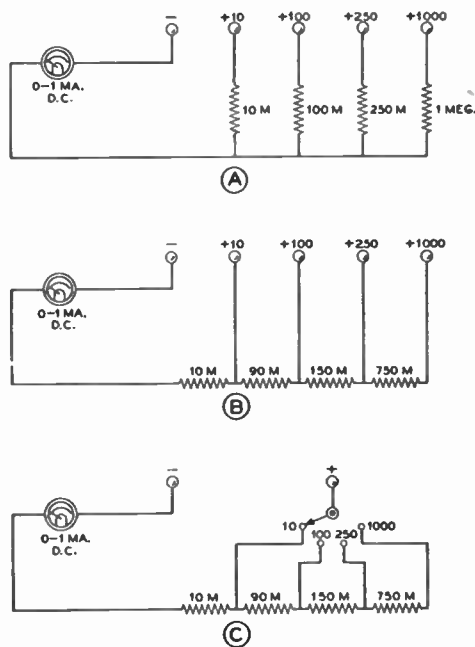 − +10 +100 +250 +1000
0-1 MA.
D.C.
10 M 100 M 250 M 1 MEG.
A
− +10 +100 +250 +1000
0-1 MA.
D.C.
10 M 90 M 150 M 750 M
B
− +
10 100 250 1000
0-1 MA.
D.C.
10 M 90 M 150 M 750 M
C